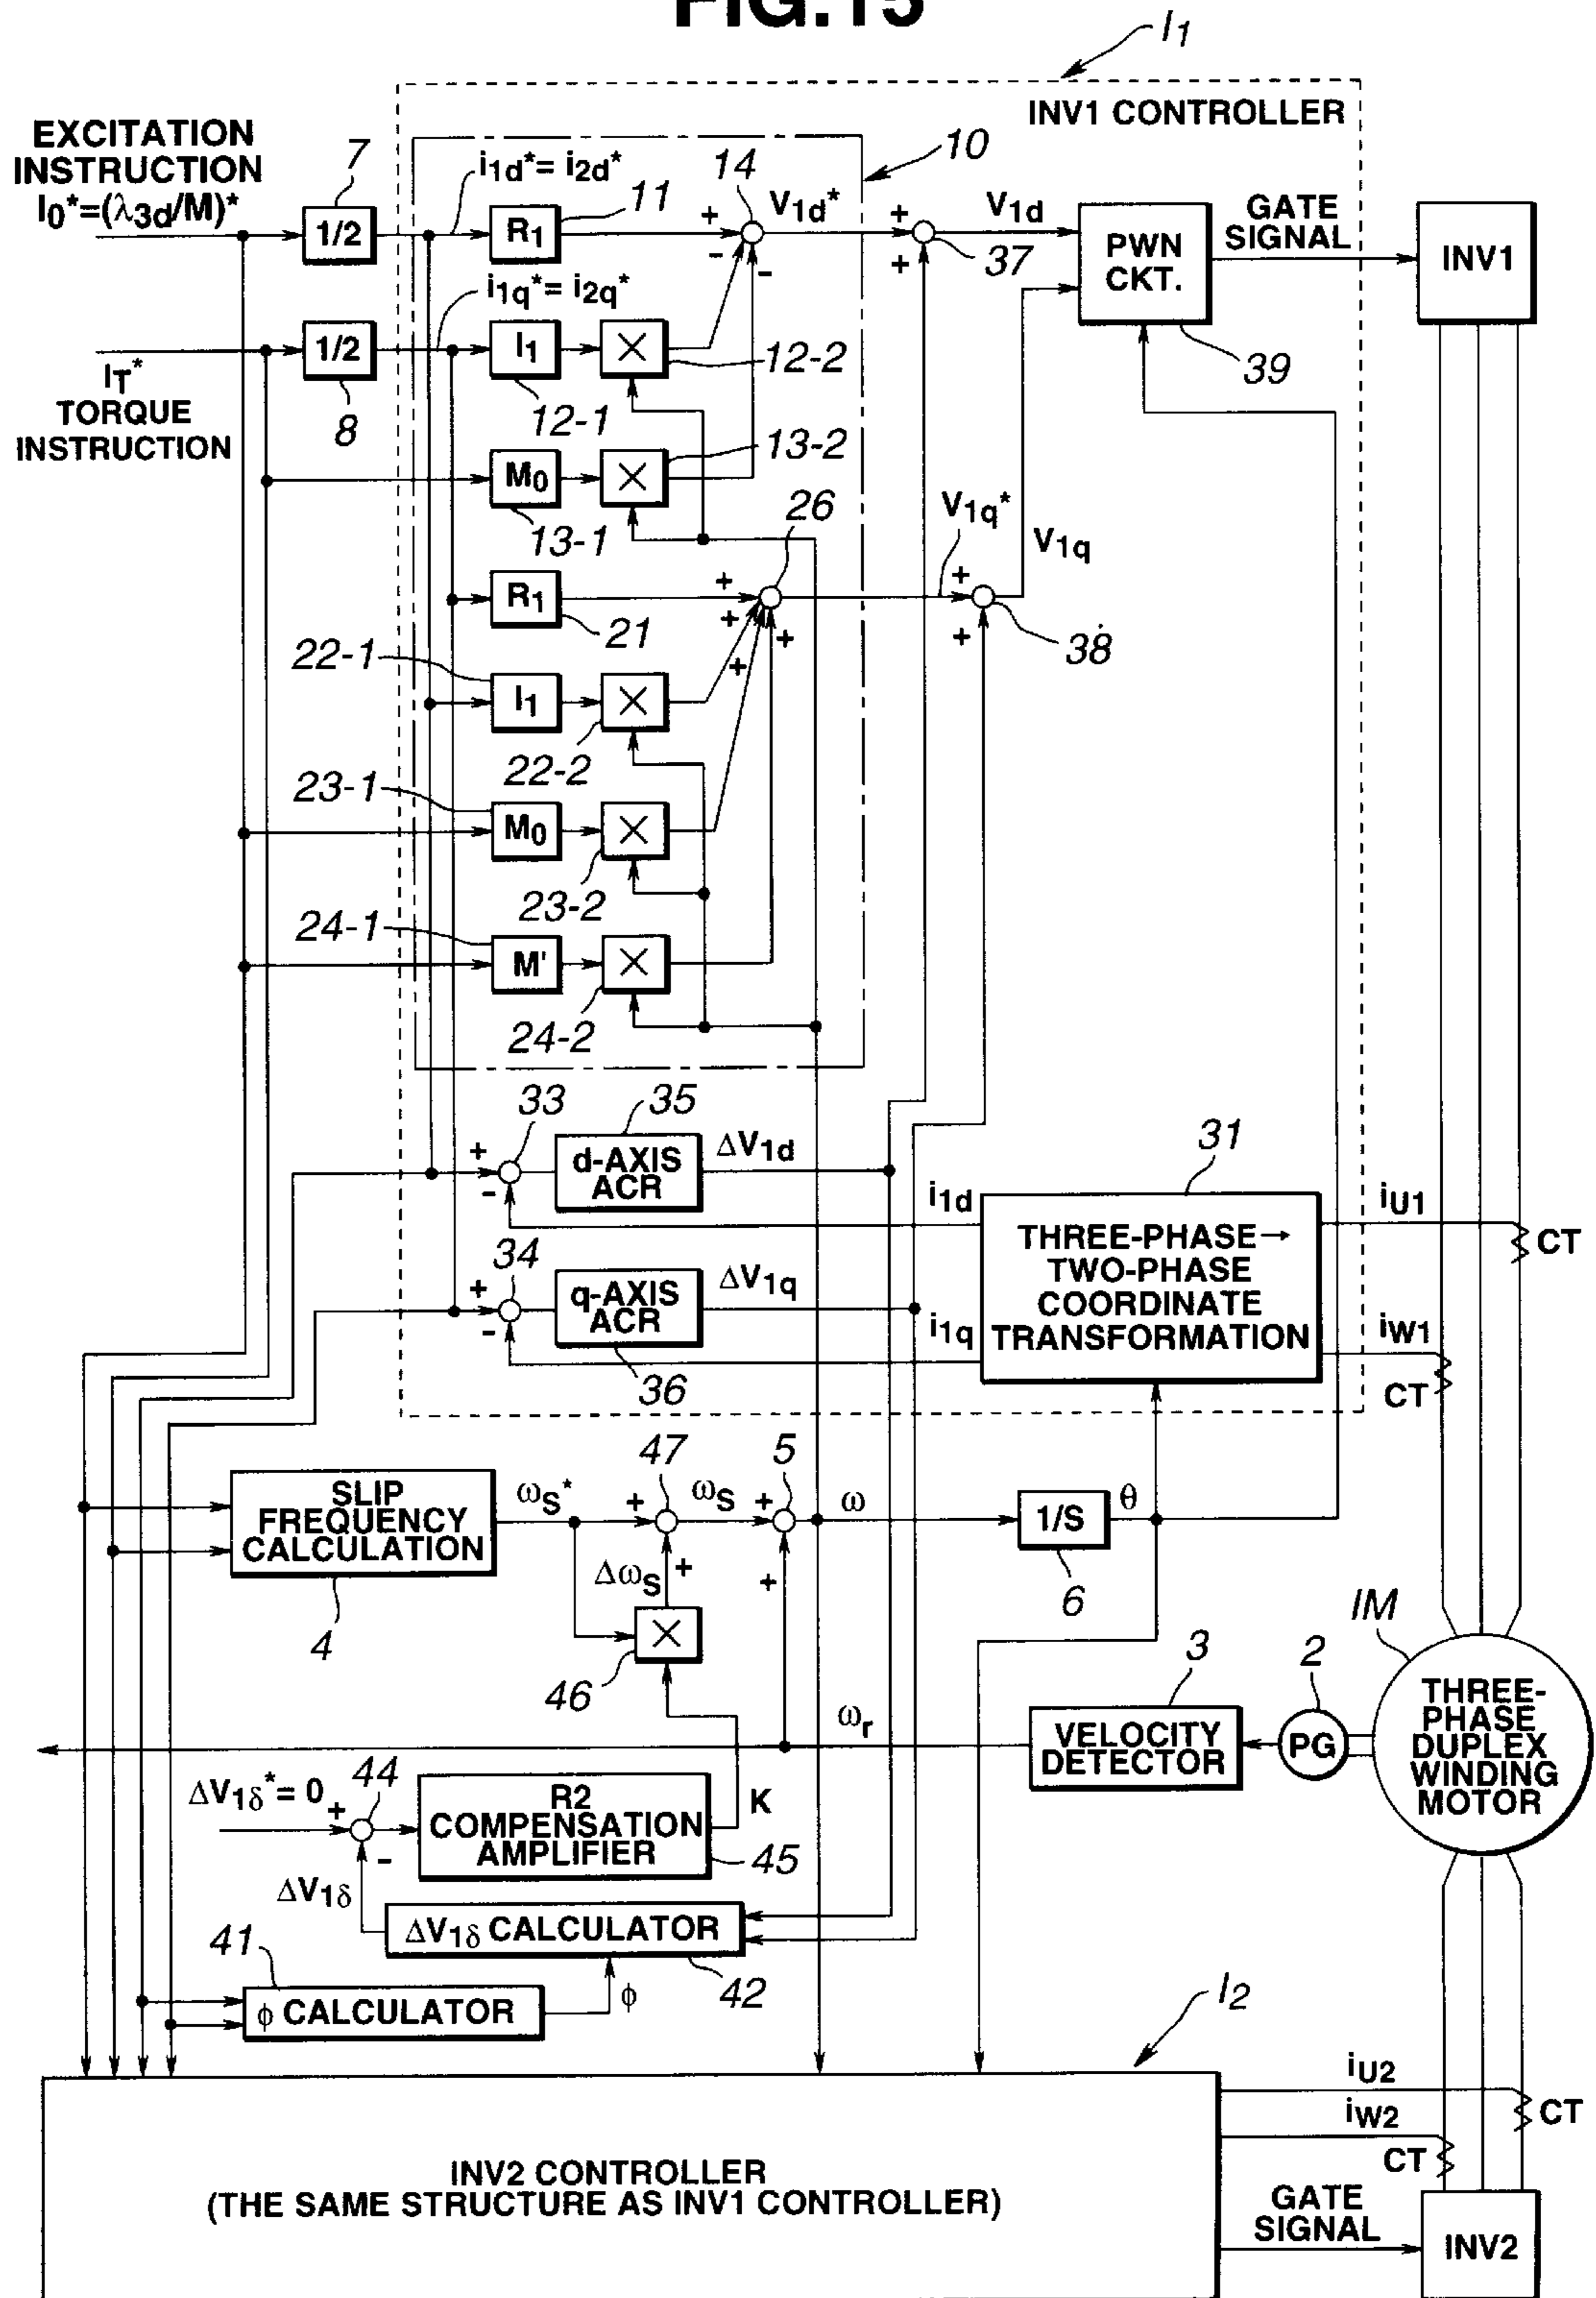 FIG.15
I1
INV1 CONTROLLER
EXCITATION
INSTRUCTION
I0*=(λ3d/M)*
7
1/2
i1d*= i2d*
R1
11
+
-
-
14
V1d*
10
+
+
37
V1d
PWN
CKT.
39
GATE
SIGNAL
INV1
i1q*= i2q*
IT*
TORQUE
INSTRUCTION
1/2
8
I1
12-1
×
12-2
M0
13-1
×
13-2
R1
21
+
+
+
+
26
V1q*
+
+
38
V1q
22-1
I1
×
22-2
23-1
M0
×
23-2
24-1
M'
×
24-2
33
+
-
35
d-AXIS
ACR
ΔV1d
34
+
-
q-AXIS
ACR
36
ΔV1q
i1d
i1q
31
THREE-PHASE→
TWO-PHASE
COORDINATE
TRANSFORMATION
iU1
CT
iW1
CT
SLIP
FREQUENCY
CALCULATION
4
ωS*
47
+
+
ΔωS
×
46
ωS
5
+
+
ω
1/S
6
θ
IM
THREE-
PHASE
DUPLEX
WINDING
MOTOR
2
PG
3
VELOCITY
DETECTOR
ωr
ΔV1δ*= 0
+
-
44
R2
COMPENSATION
AMPLIFIER
45
K
ΔV1δ
ΔV1δ CALCULATOR
42
41
ϕ CALCULATOR
ϕ
I2
INV2 CONTROLLER
(THE SAME STRUCTURE AS INV1 CONTROLLER)
iU2
CT
iW2
CT
GATE
SIGNAL
INV2